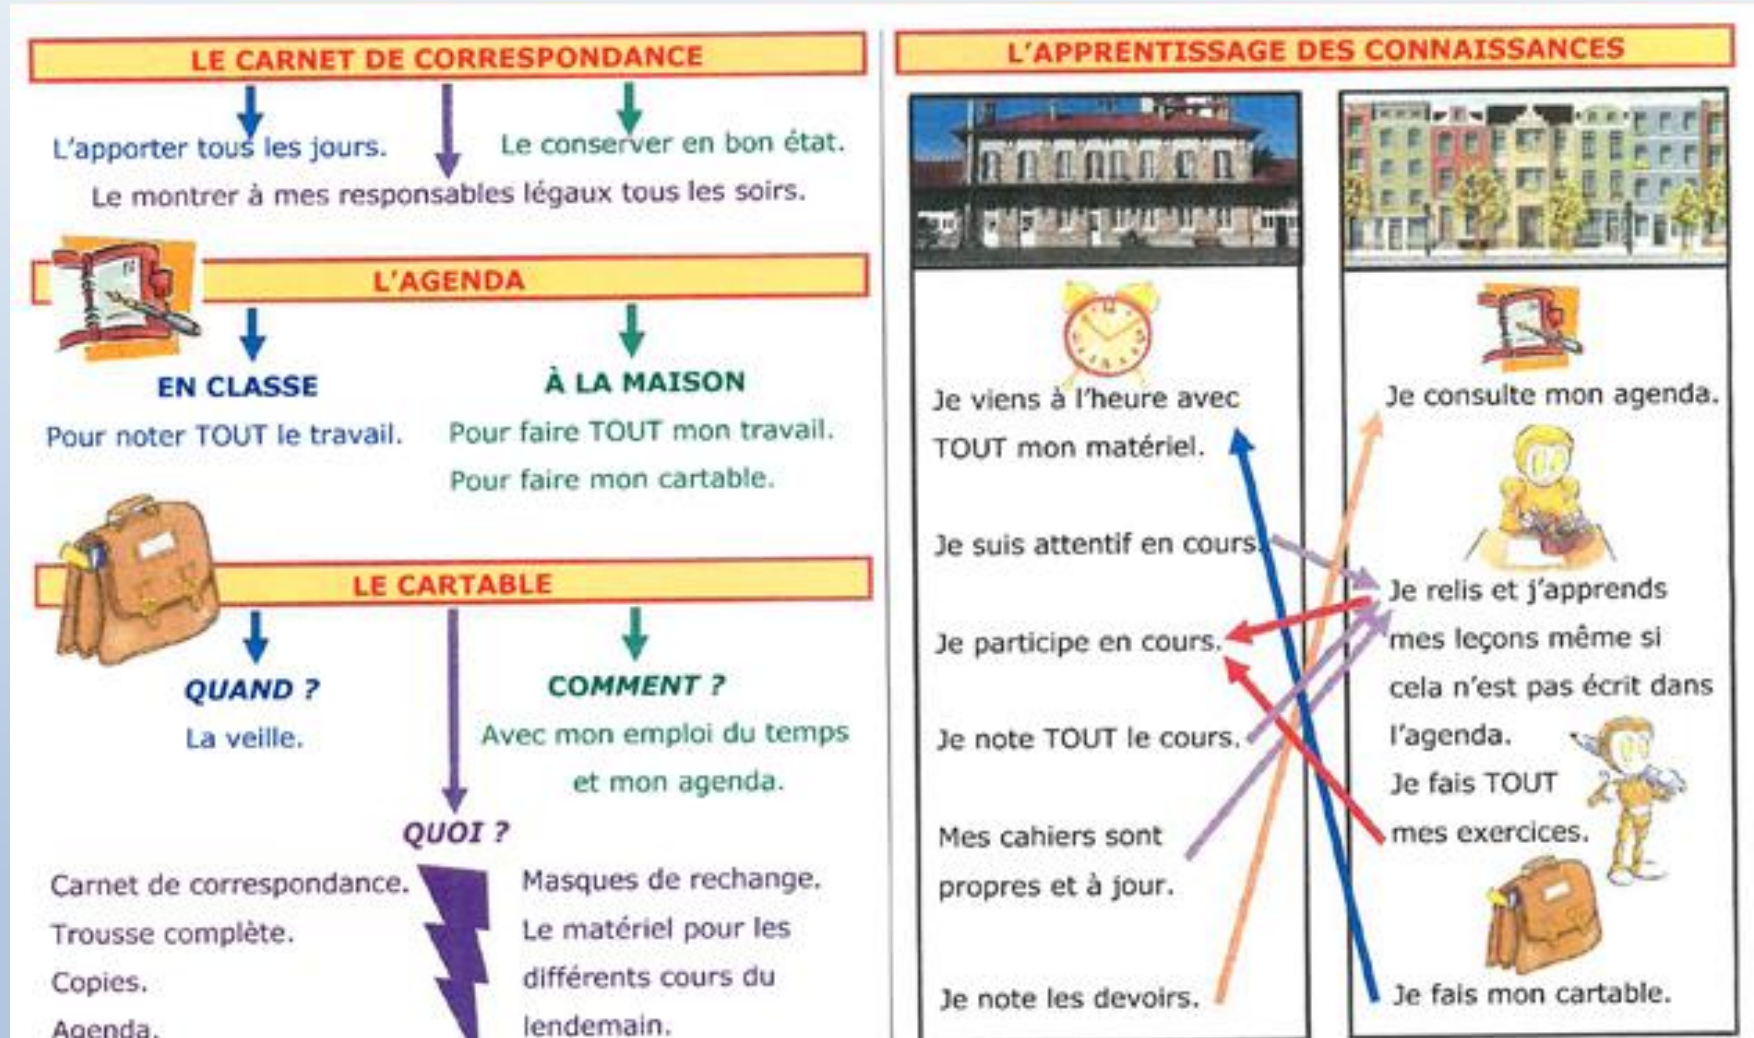 LE CARNET DE CORRESPONDANCE
L'apporter tous les jours.
Le conserver en bon état.
Le montrer à mes responsables légaux tous les soirs.
L'AGENDA
EN CLASSE
Pour noter TOUT le travail.
À LA MAISON
Pour faire TOUT mon travail.
Pour faire mon cartable.
LE CARTABLE
QUAND ?
La veille.
COMMENT ?
Avec mon emploi du temps
et mon agenda.
QUOI ?
Carnet de correspondance.
Trousse complète.
Copies.
Agenda.
Masques de rechange.
Le matériel pour les
différents cours du
lendemain.
L'APPRENTISSAGE DES CONNAISSANCES
Je viens à l'heure avec
TOUT mon matériel.
Je suis attentif en cours.
Je participe en cours.
Je note TOUT le cours.
Mes cahiers sont
propres et à jour.
Je note les devoirs.
Je consulte mon agenda.
Je relis et j'apprends
mes leçons même si
cela n'est pas écrit dans
l'agenda.
Je fais TOUT
mes exercices.
Je fais mon cartable.